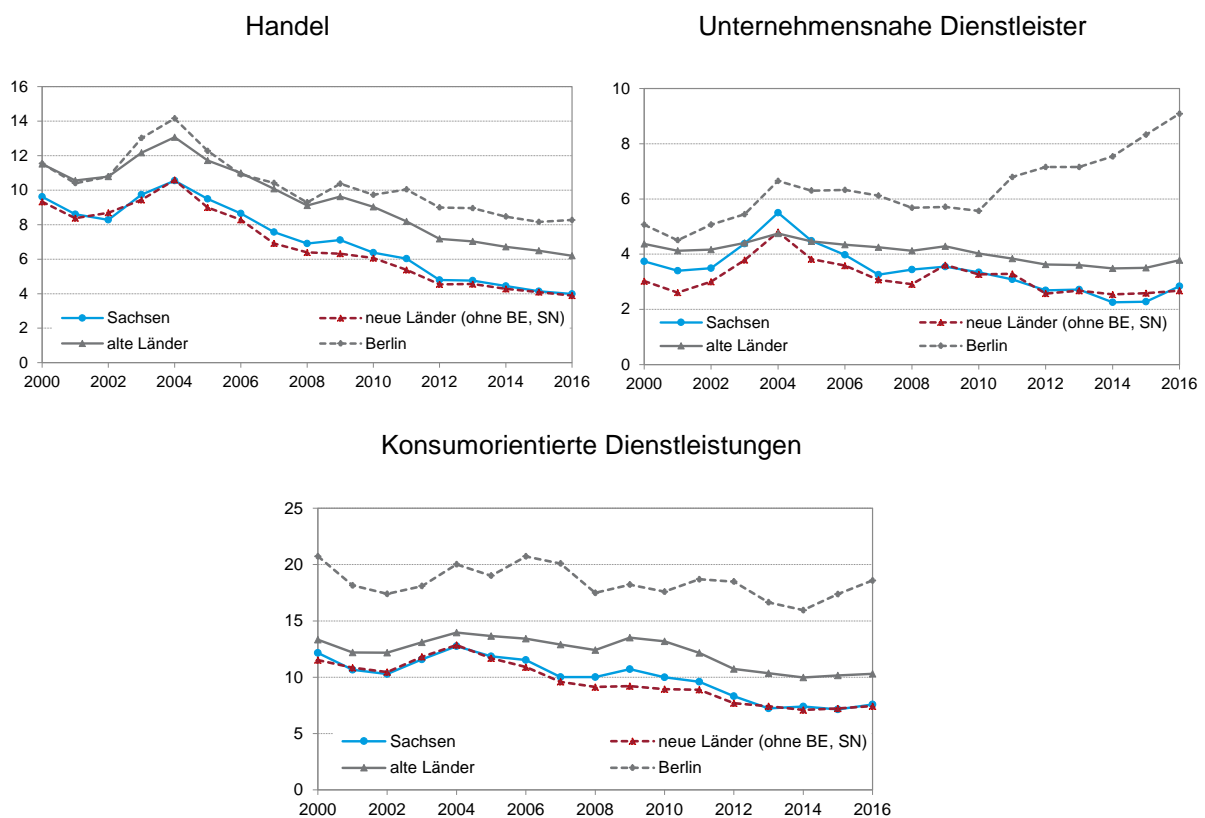 Handel
16
14
12
10
8
6
4
2
0
Sachsen
neue Länder (ohne BE, SN)
alte Länder
Berlin
2000 2002 2004 2006 2008 2010 2012 2014 2016
Unternehmensnahe Dienstleister
10
8
6
4
2
0
Sachsen
neue Länder (ohne BE, SN)
alte Länder
Berlin
2000 2002 2004 2006 2008 2010 2012 2014 2016
Konsumorientierte Dienstleistungen
25
20
15
10
5
0
Sachsen
neue Länder (ohne BE, SN)
alte Länder
Berlin
2000 2002 2004 2006 2008 2010 2012 2014 2016